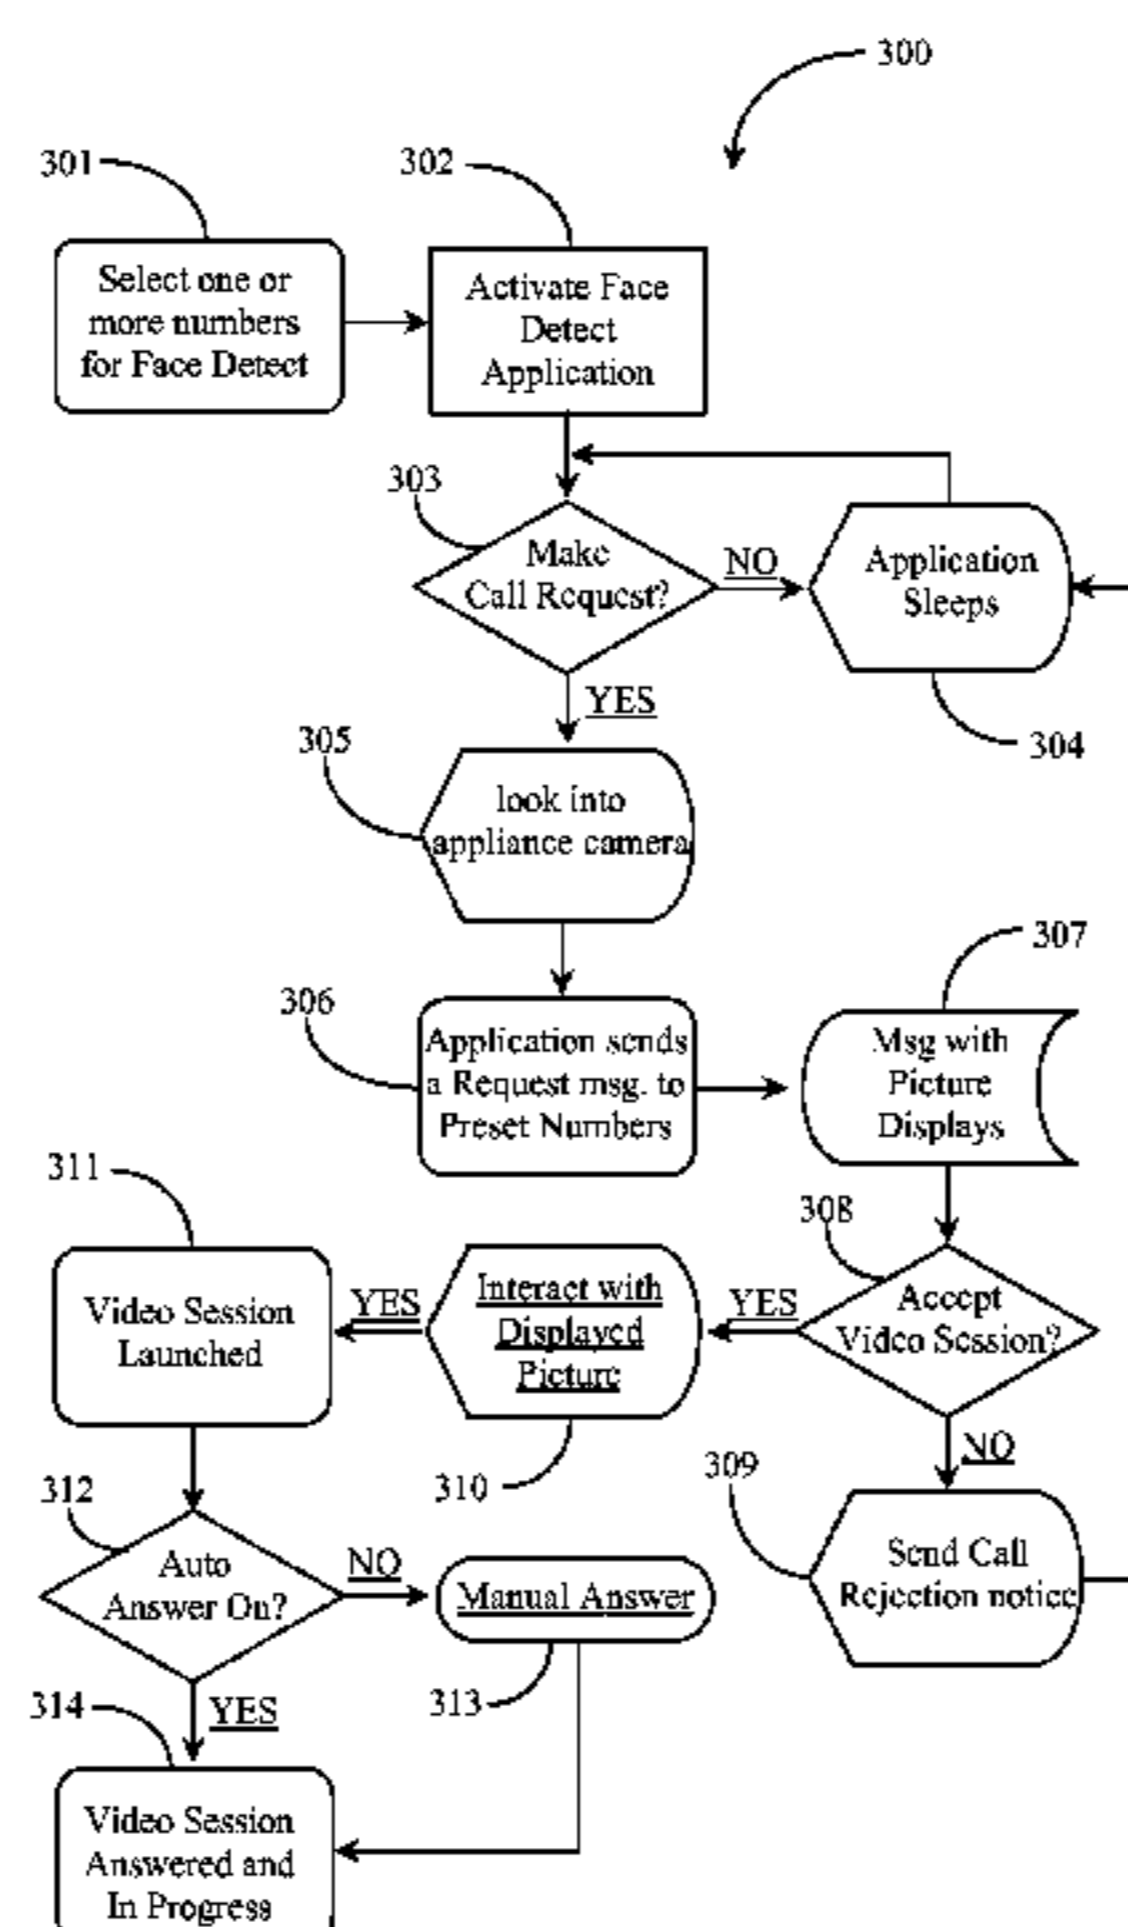 300
301
302
Select one or
more numbers
for Face Detect
Activate Face
Detect
Application
303
Make
Call Request?
NO
Application
Sleeps
304
YES
305
look into
appliance camera
306
Application sends
a Request msg. to
Preset Numbers
307
Msg with
Picture
Displays
308
Accept
Video Session?
YES
Interact with
Displayed
Picture
310
YES
311
Video Session
Launched
NO
309
Send Call
Rejection notice
312
Auto
Answer On?
NO
Manual Answer
313
YES
314
Video Session
Answered and
In Progress